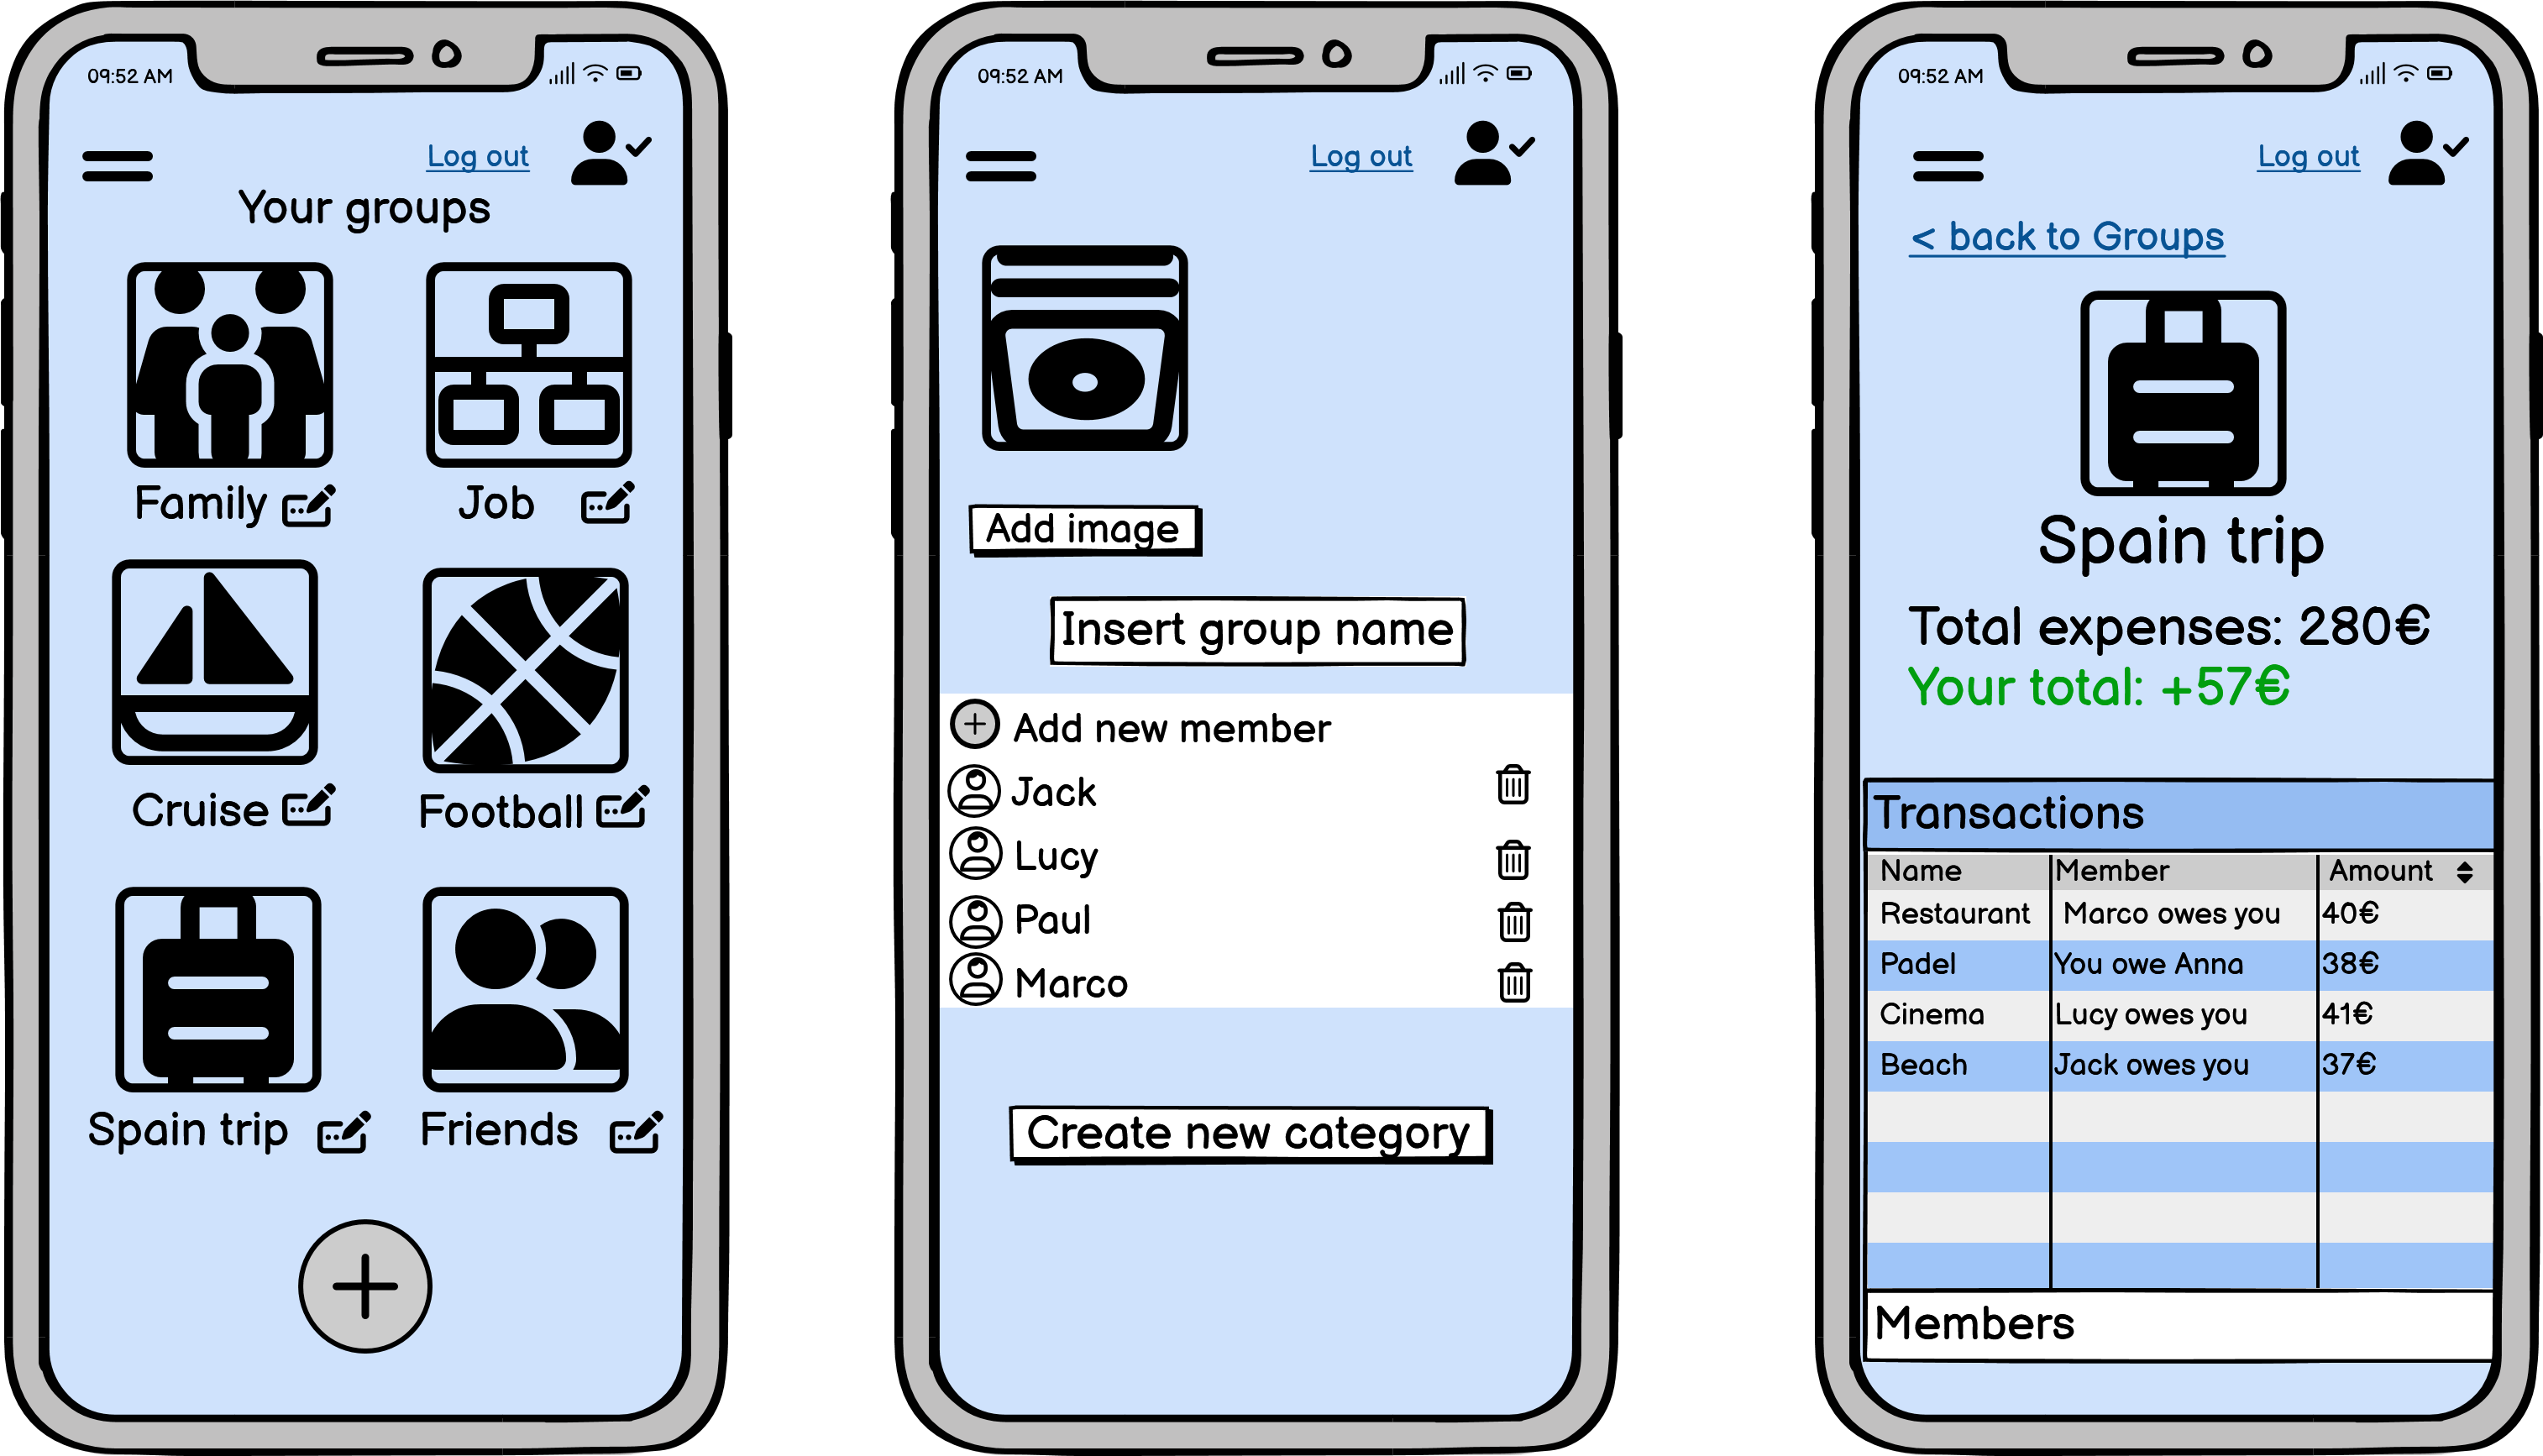 09:52 AM
Log out
Your groups
Family
Job
Cruise
Football
Spain trip
Friends
09:52 AM
Log out
Add image
Insert group name
Add new member
Jack
Lucy
Paul
Marco
Create new category
09:52 AM
Log out
< back to Groups
Spain trip
Total expenses: 280€
Your total: +57€
Transactions
Name Member Amount
Restaurant Marco owes you 40€
Padel You owe Anna 38€
Cinema Lucy owes you 41€
Beach Jack owes you 37€
Members